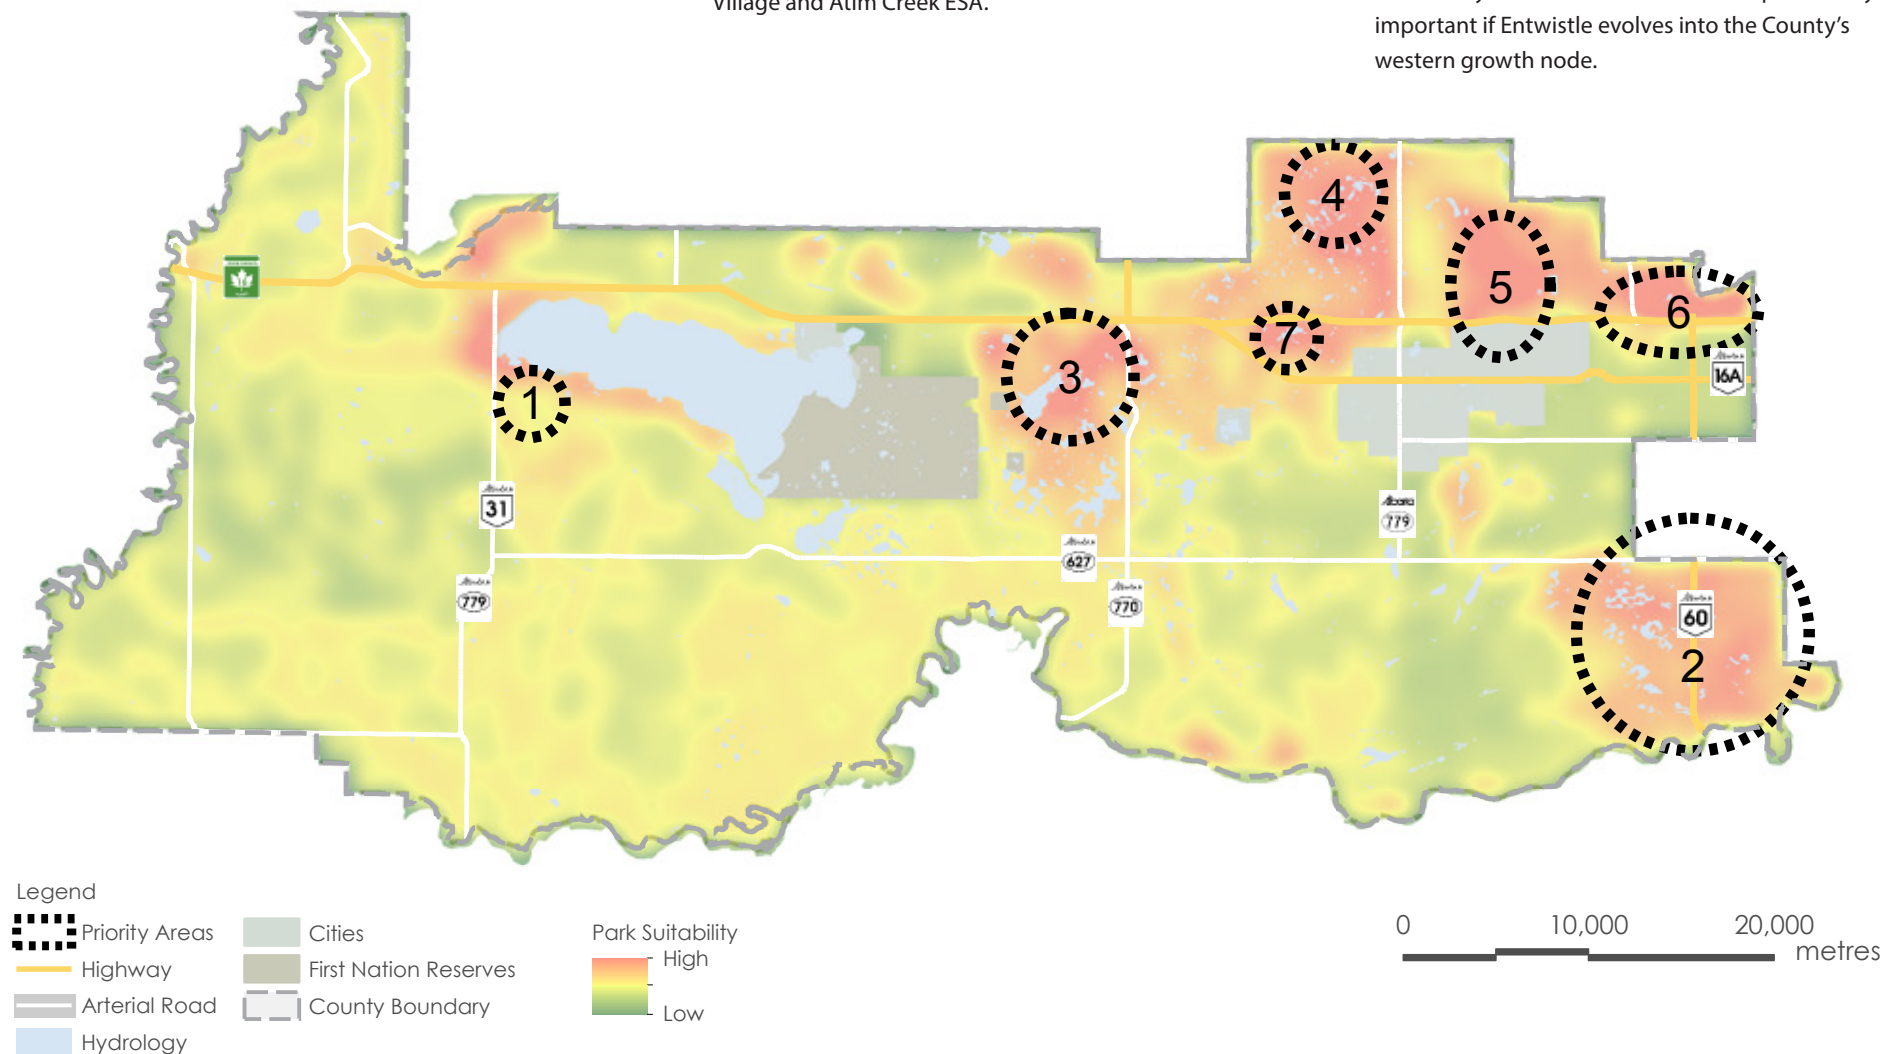 Village and Atim Creek ESA.
important if Entwistle evolves into the County's
western growth node.
4
5
6
7
3
1
16A
31
779
627
779
770
60
2
Legend
Priority Areas
Highway
Arterial Road
Hydrology
Cities
First Nation Reserves
County Boundary
Park Suitability
High
Low
0 10,000 20,000
metres